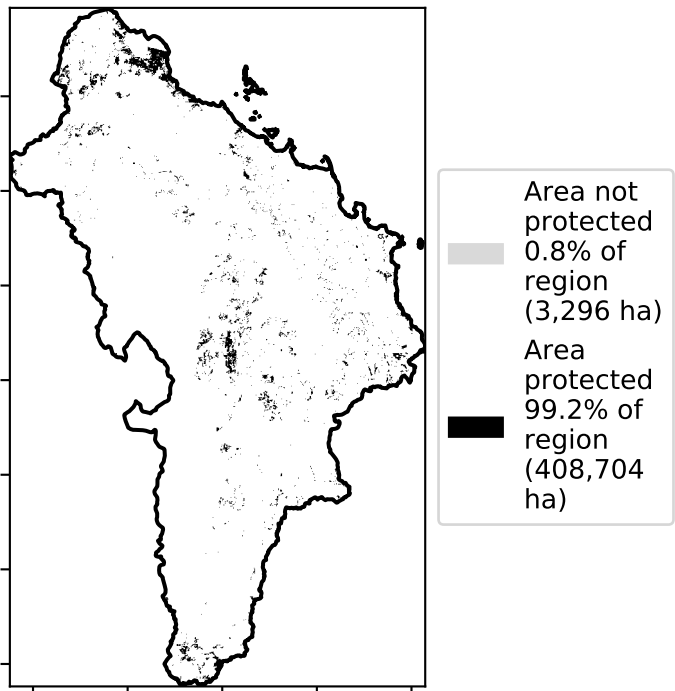 Area not
protected
0.8% of
region
(3,296 ha)
Area
protected
99.2% of
region
(408,704
ha)